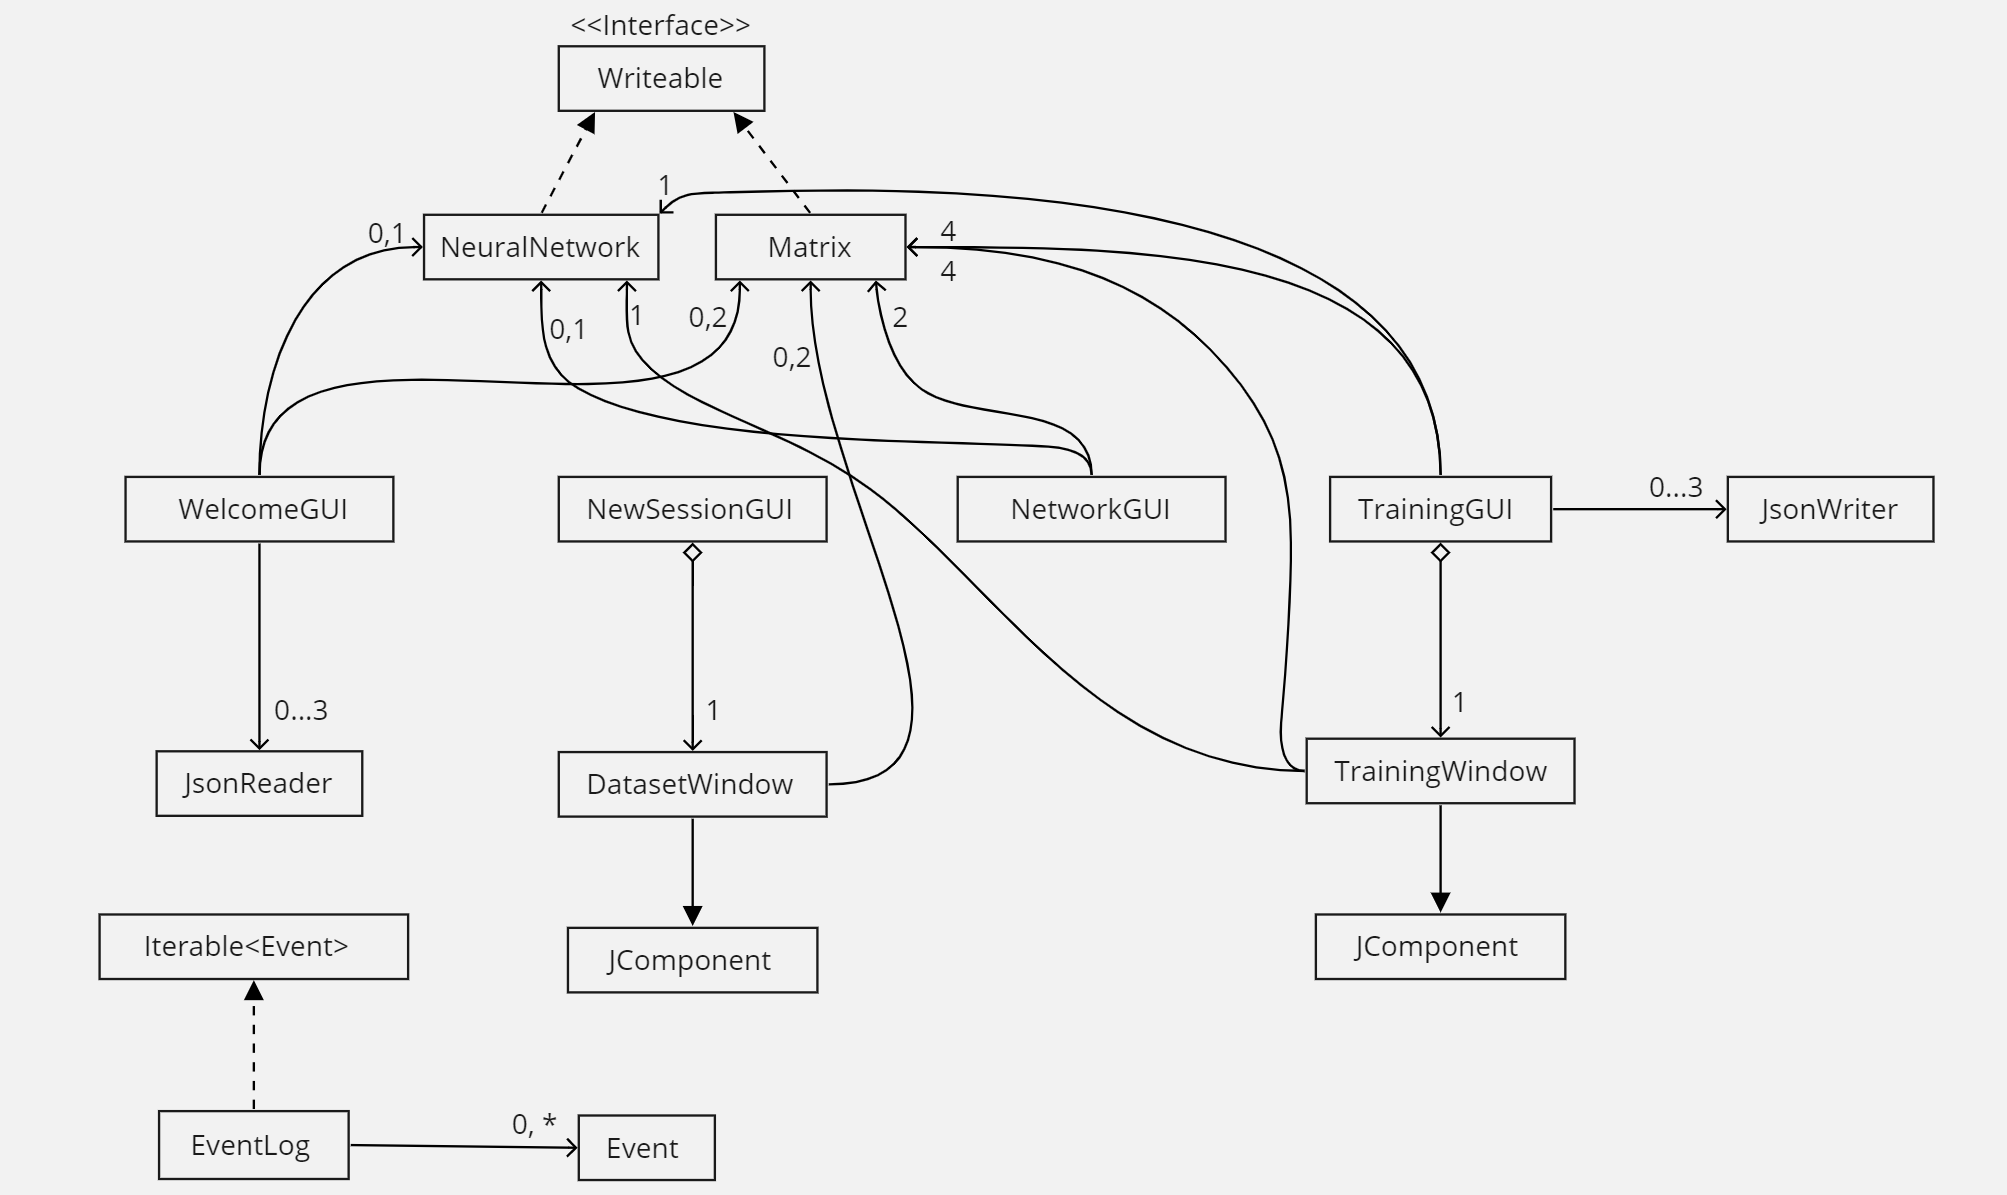 <<Interface>>
Writeable
1
0,1
NeuralNetwork
Matrix
4
4
0,1
1
0,2
0,2
2
WelcomeGUI
NewSessionGUI
NetworkGUI
TrainingGUI
0...3
JsonWriter
0...3
1
1
JsonReader
DatasetWindow
TrainingWindow
Iterable<Event>
JComponent
JComponent
EventLog
0, *
Event